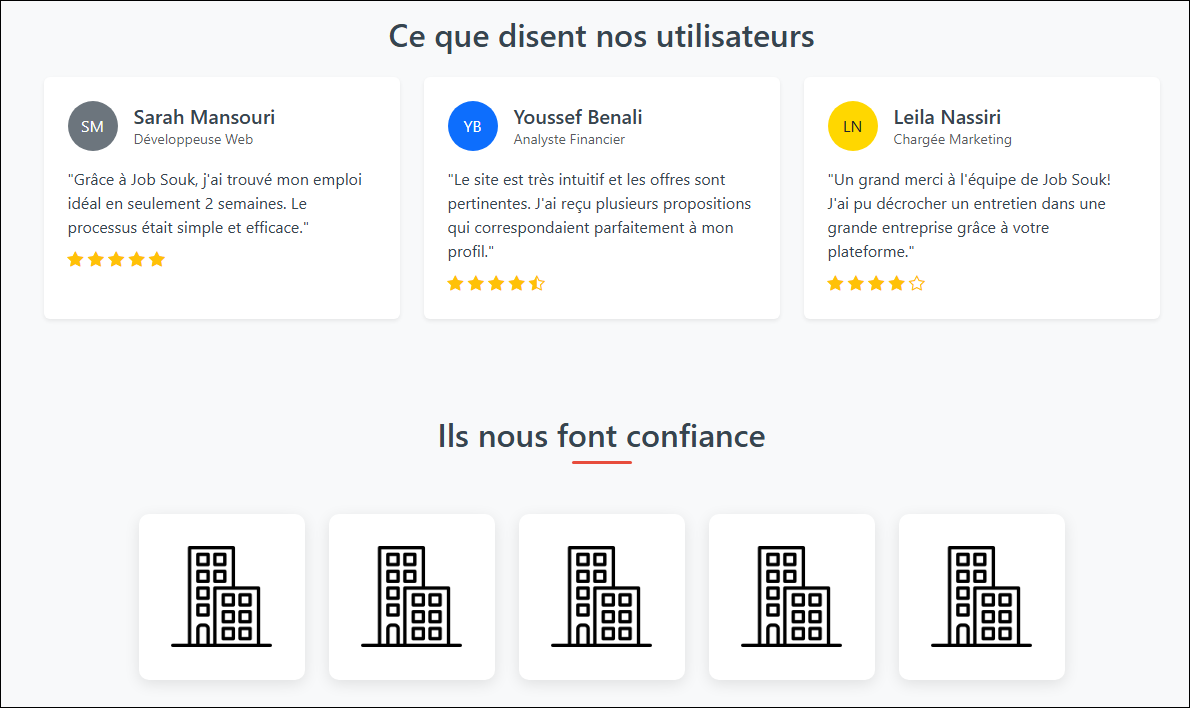 Ce que disent nos utilisateurs
SM
Sarah Mansouri
Développeuse Web
"Grâce à Job Souk, j'ai trouvé mon emploi
idéal en seulement 2 semaines. Le
processus était simple et efficace."
YB
Youssef Benali
Analyste Financier
"Le site est très intuitif et les offres sont
pertinentes. J'ai reçu plusieurs propositions
qui correspondaient parfaitement à mon
profil."
LN
Leila Nassiri
Chargée Marketing
"Un grand merci à l'équipe de Job Souk!
J'ai pu décrocher un entretien dans une
grande entreprise grâce à votre
plateforme."
Ils nous font confiance